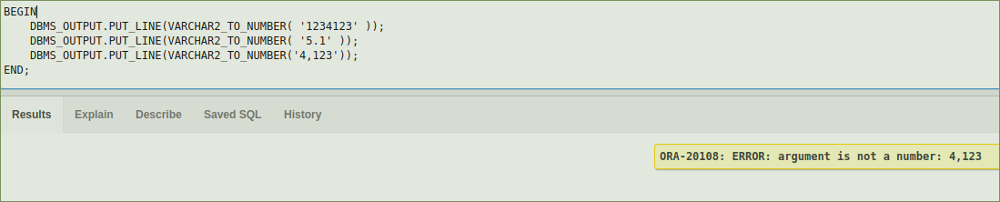 BEGIN
    DBMS_OUTPUT.PUT_LINE(VARCHAR2_TO_NUMBER( '1234123' ));
    DBMS_OUTPUT.PUT_LINE(VARCHAR2_TO_NUMBER( '5.1' ));
    DBMS_OUTPUT.PUT_LINE(VARCHAR2_TO_NUMBER('4,123'));
END;
Results Explain Describe Saved SQL History
ORA-20108: ERROR: argument is not a number: 4,123